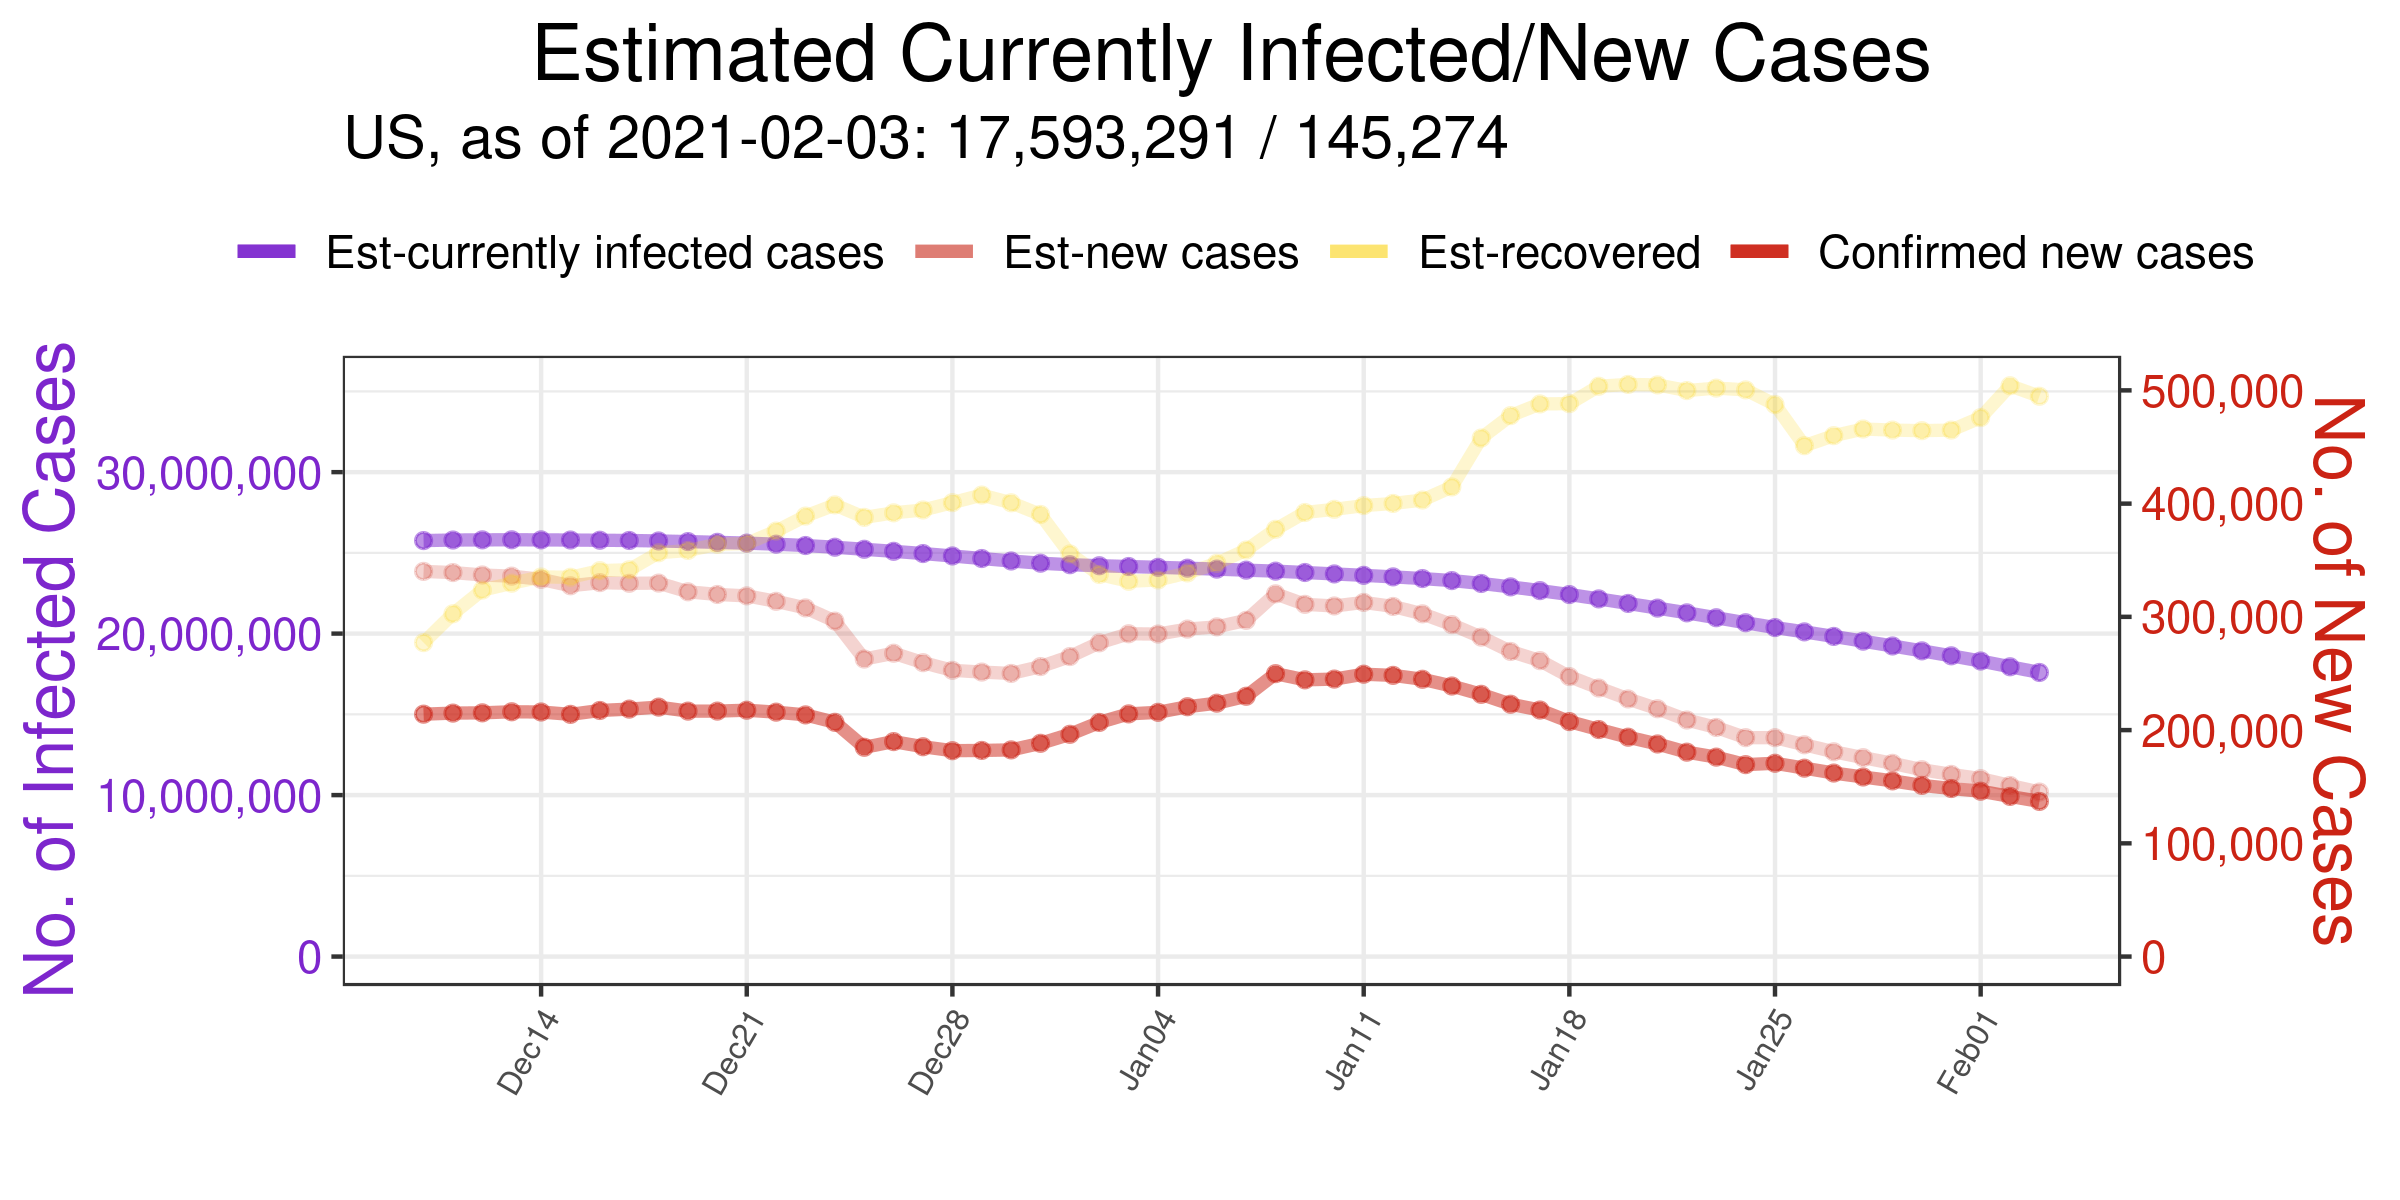 Estimated Currently Infected/New Cases
US, as of 2021-02-03: 17,593,291 / 145,274
Est-currently infected cases Est-new cases Est-recovered Confirmed new cases
No. of Infected Cases
30,000,000
20,000,000
10,000,000
0
500,000
400,000
300,000
200,000
100,000
0
No. of New Cases
Dec14 Dec21 Dec28 Jan04 Jan11 Jan18 Jan25 Feb01